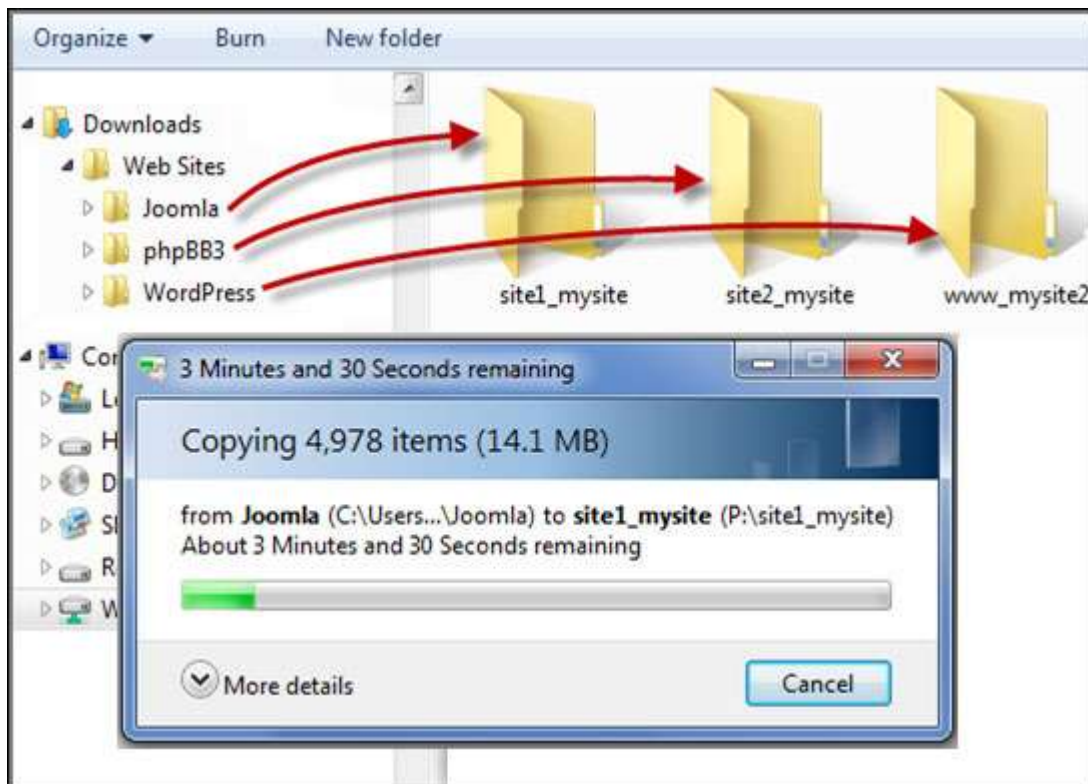 Organize Burn New folder
Downloads
Web Sites
Joomla
phpBB3
WordPress
site1_mysite site2_mysite www_mysite2
Cor
L
H
D
S
R
W
3 Minutes and 30 Seconds remaining
Copying 4,978 items (14.1 MB)
from Joomla (C:\Users...\Joomla) to site1_mysite (P:\site1_mysite)
About 3 Minutes and 30 Seconds remaining
More details
Cancel